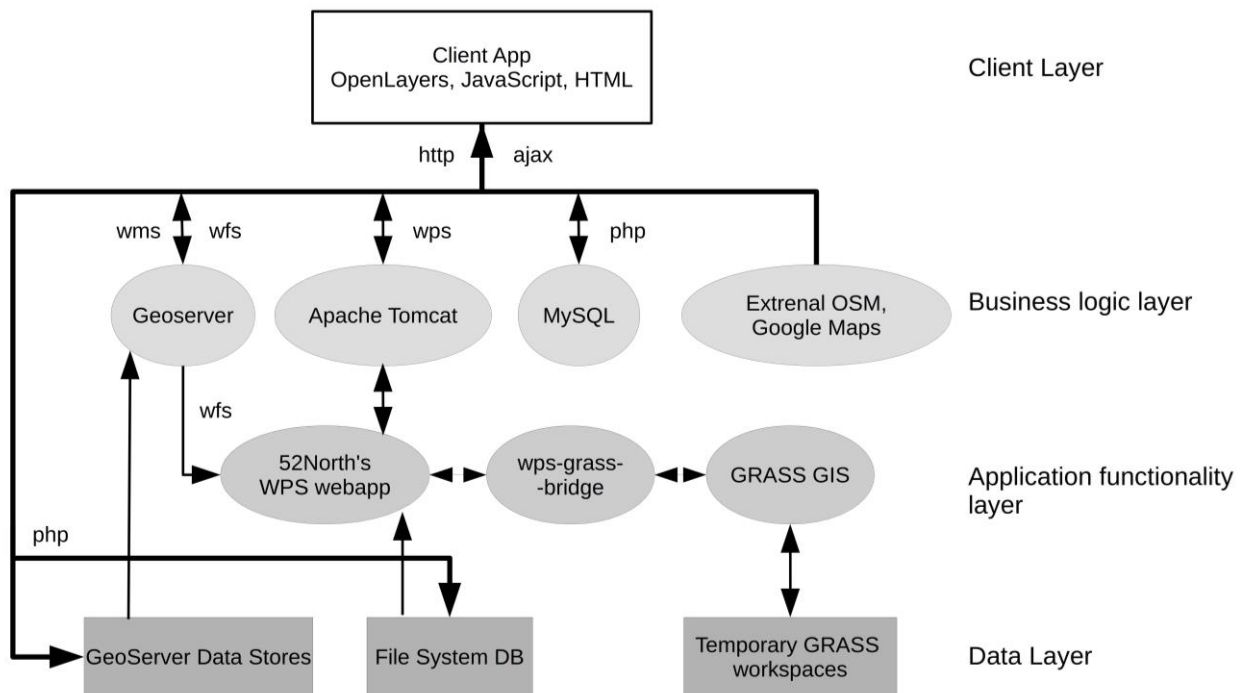 Client App
OpenLayers, JavaScript, HTML
Client Layer
http
ajax
wms
wfs
wps
php
Geoserver
Apache Tomcat
MySQL
Extrenal OSM,
Google Maps
Business logic layer
wfs
52North's
WPS webapp
wps-grass-
-bridge
GRASS GIS
Application functionality
layer
php
GeoServer Data Stores
File System DB
Temporary GRASS
workspaces
Data Layer